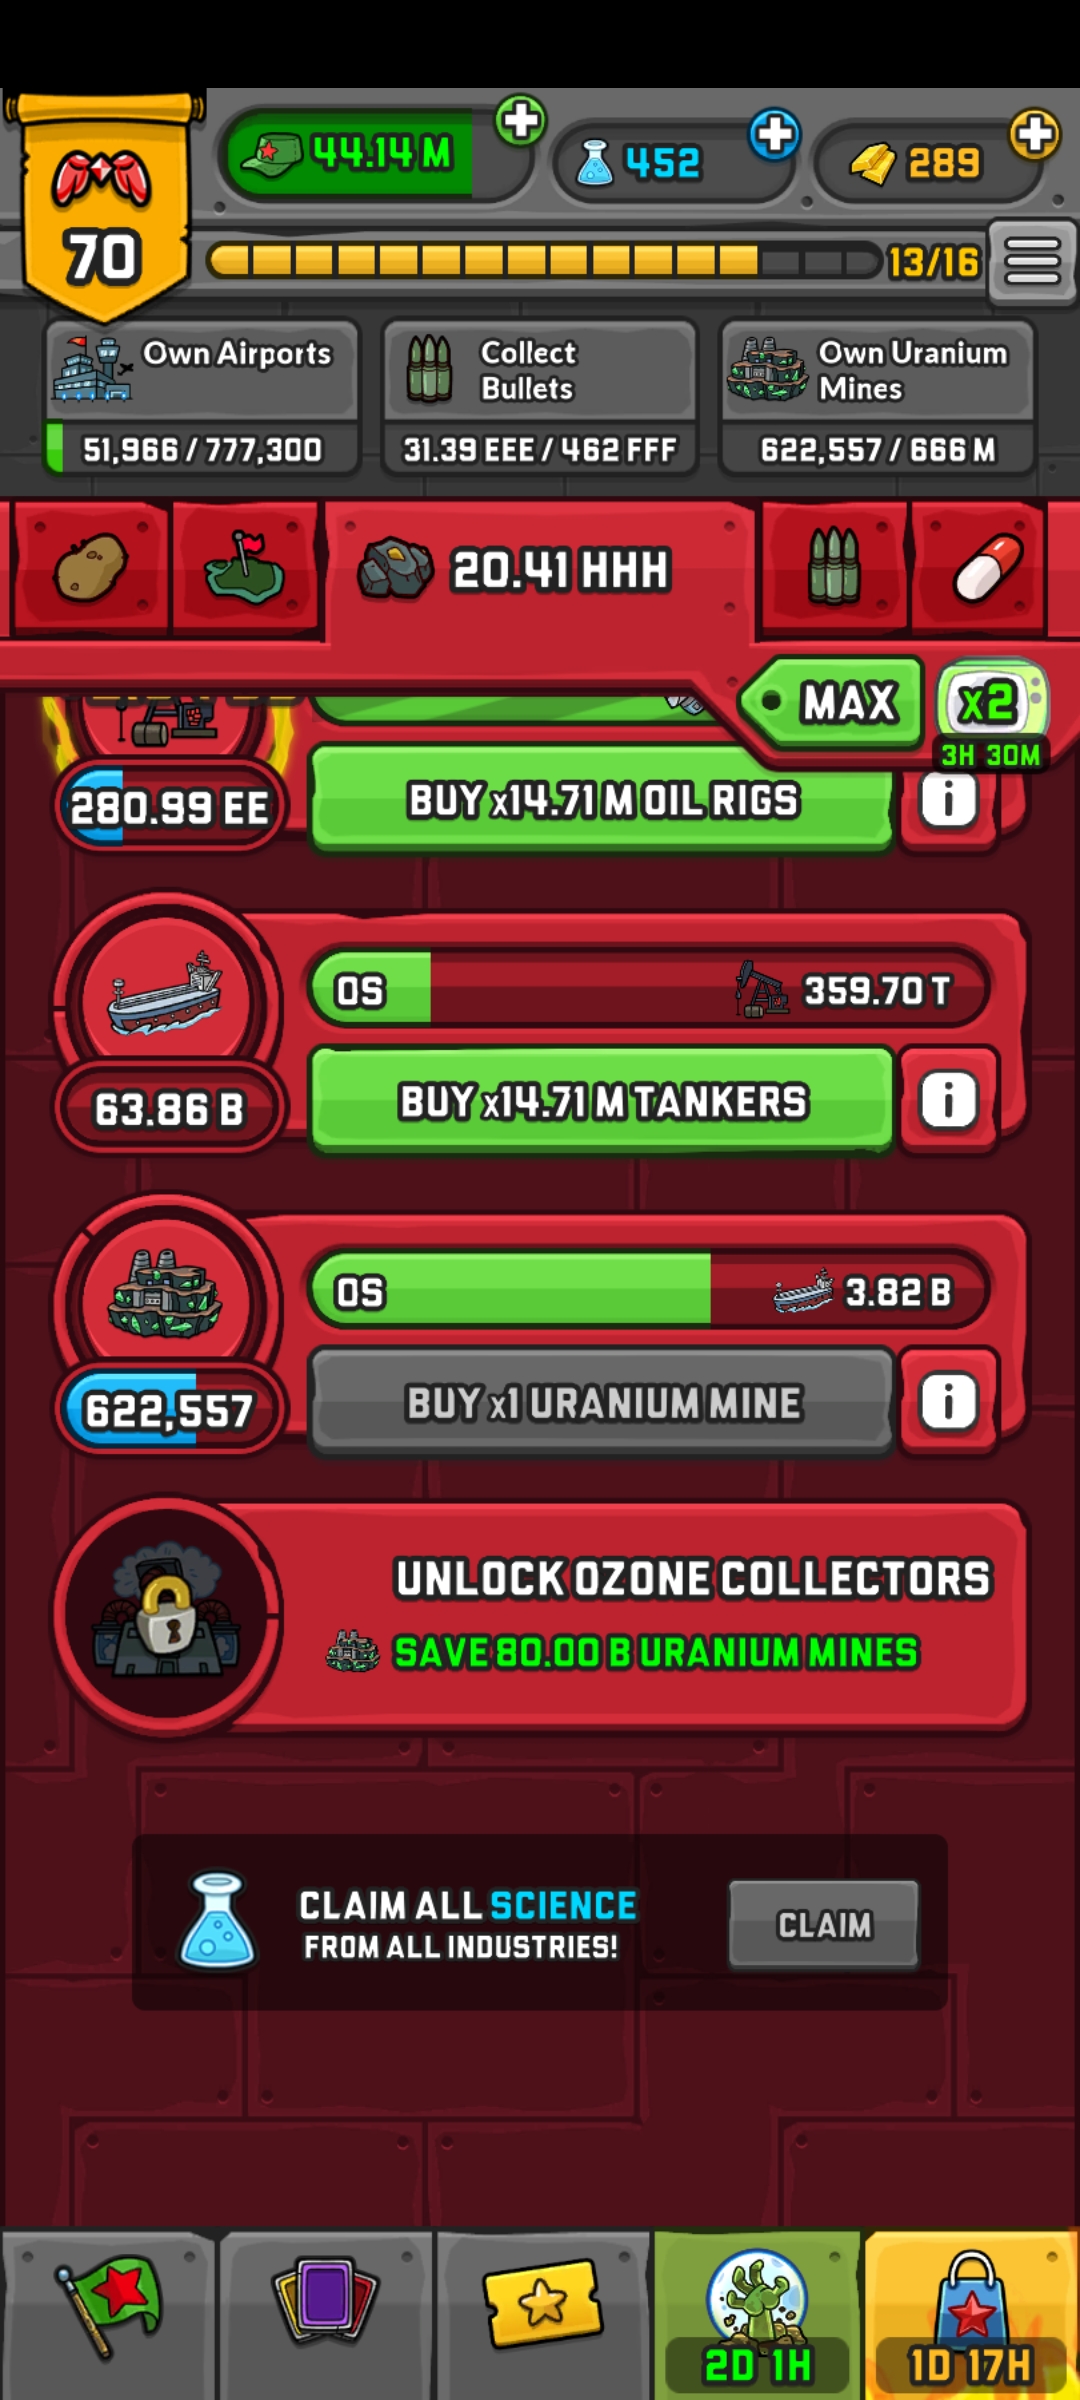 44.14 M
452
289
70
13/16
Own Airports
51,966 / 777,300
Collect
Bullets
31.39 EEE / 462 FFF
Own Uranium
Mines
622,557 / 666 M
20.41 HHH
MAX
x2
3H 30M
280.99 EE
BUY x14.71 M OIL RIGS
i
0S
359.70 T
63.86 B
BUY x14.71 M TANKERS
i
0S
3.82 B
622,557
BUY x1 URANIUM MINE
i
UNLOCK OZONE COLLECTORS
SAVE 80.00 B URANIUM MINES
CLAIM ALL SCIENCE
FROM ALL INDUSTRIES!
CLAIM
2D 1H
1D 17H